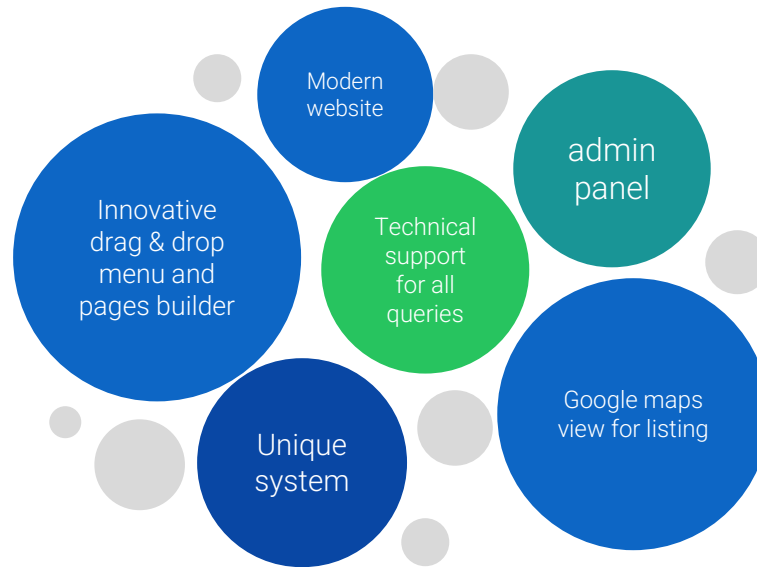 Modern
website
admin
panel
Innovative
drag & drop
menu and
pages builder
Technical
support
for all
queries
Google maps
view for listing
Unique
system